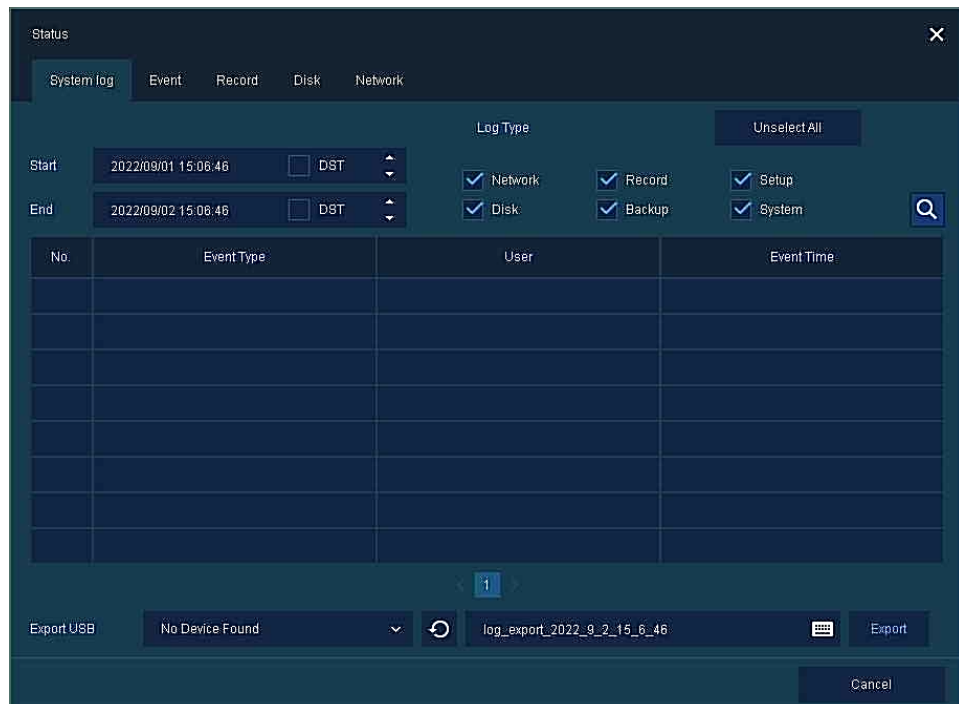 Status
System log Event Record Disk Network
Log Type Unselect All
Start 2022/09/01 15:06:46 DST
Network Record Setup
End 2022/09/02 15:06:46 DST
Disk Backup System
No. Event Type User Event Time
1
Export USB No Device Found log_export_2022_9_2_15_6_46 Export
Cancel